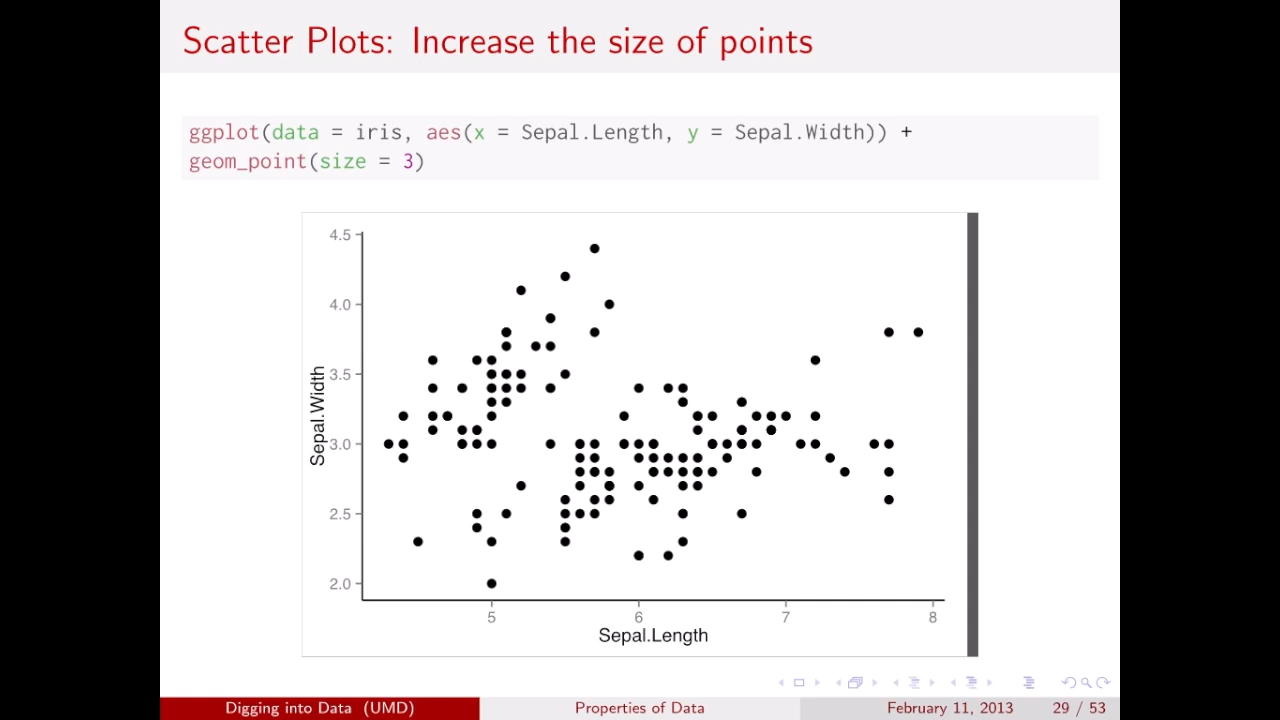 Scatter Plots: Increase the size of points
ggplot(data = iris, aes(x = Sepal.Length, y = Sepal.Width)) +
geom_point(size = 3)
4.5
4.0
3.5
3.0
2.5
2.0
Sepal.Width
5 6 7 8
Sepal.Length
Digging into Data (UMD) Properties of Data February 11, 2013 29 / 53